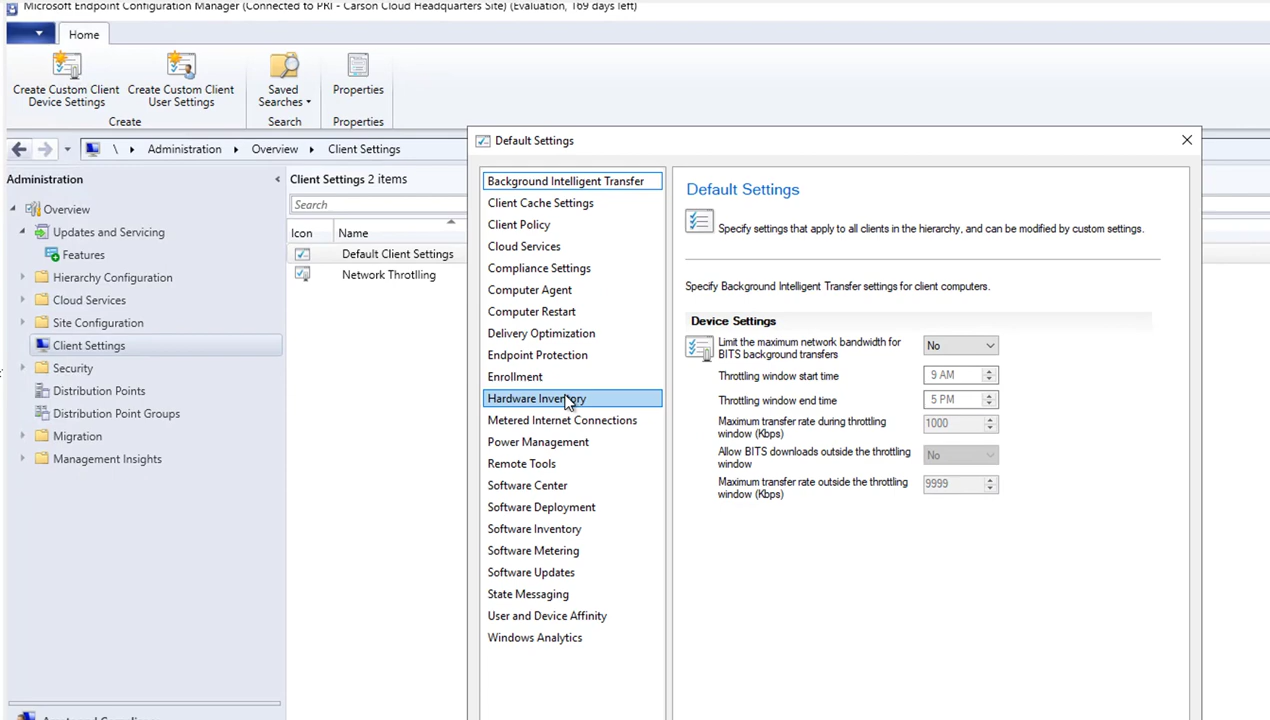 Microsoft Endpoint Configuration Manager (Connected to PRI - Carson Cloud Headquarters Site) (Evaluation, 169 days left)
Home
Create Custom Client
Device Settings
Create Custom Client
User Settings
Saved
Searches
Properties
Create
Search
Properties
\ Administration Overview Client Settings
Administration
Overview
Updates and Servicing
Features
Hierarchy Configuration
Cloud Services
Site Configuration
Client Settings
Security
Distribution Points
Distribution Point Groups
Migration
Management Insights
Client Settings 2 items
Search
Icon Name
Default Client Settings
Network Throtlling
Default Settings
Background Intelligent Transfer
Client Cache Settings
Client Policy
Cloud Services
Compliance Settings
Computer Agent
Computer Restart
Delivery Optimization
Endpoint Protection
Enrollment
Hardware Inventory
Metered Internet Connections
Power Management
Remote Tools
Software Center
Software Deployment
Software Inventory
Software Metering
Software Updates
State Messaging
User and Device Affinity
Windows Analytics
Default Settings
Specify settings that apply to all clients in the hierarchy, and can be modified by custom settings.
Specify Background Intelligent Transfer settings for client computers.
Device Settings
Limit the maximum network bandwidth for
BITS background transfers
No
Throttling window start time
9 AM
Throttling window end time
5 PM
Maximum transfer rate during throttling
window (Kbps)
1000
Allow BITS downloads outside the throttling
window
No
Maximum transfer rate outside the throttling
window (Kbps)
9999